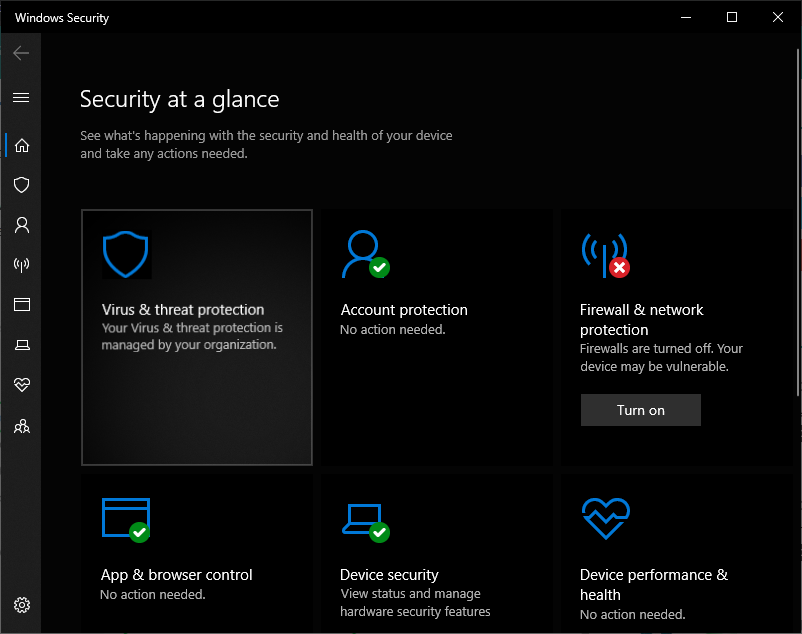 Windows Security
Security at a glance
See what's happening with the security and health of your device
and take any actions needed.
Virus & threat protection
Your Virus & threat protection is
managed by your organization.
Account protection
No action needed.
Firewall & network
protection
Firewalls are turned off. Your
device may be vulnerable.
Turn on
App & browser control
No action needed.
Device security
View status and manage
hardware security features
Device performance &
health
No action needed.